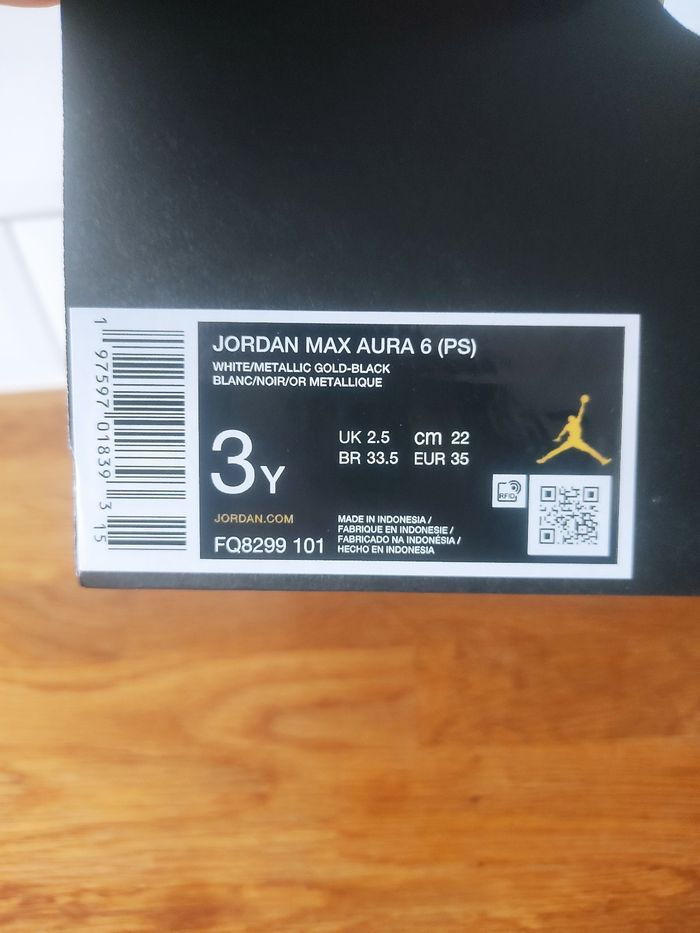 1 97597 01839 3 15
JORDAN MAX AURA 6 (PS)
WHITE/METALLIC GOLD-BLACK
BLANC/NOIR/OR METALLIQUE
3Y
UK 2.5 cm 22
BR 33.5 EUR 35
RFID
JORDAN.COM
FQ8299 101
MADE IN INDONESIA /
FABRIQUE EN INDONESIE /
FABRICADO NA INDONÉSIA /
HECHO EN INDONESIA